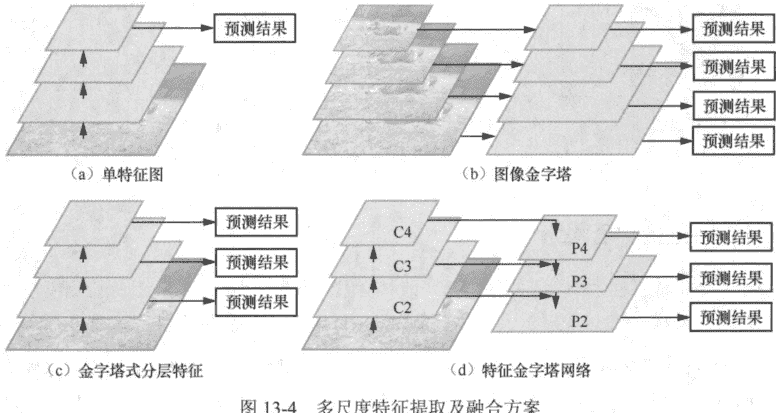 预测结果
预测结果
预测结果
预测结果
预测结果
(a) 单特征图
(b) 图像金字塔
预测结果
预测结果
预测结果
C4
C3
C2
P4
P3
P2
预测结果
预测结果
预测结果
(c) 金字塔式分层特征
(d) 特征金字塔网络
图 13-4 多尺度特征提取及融合方案